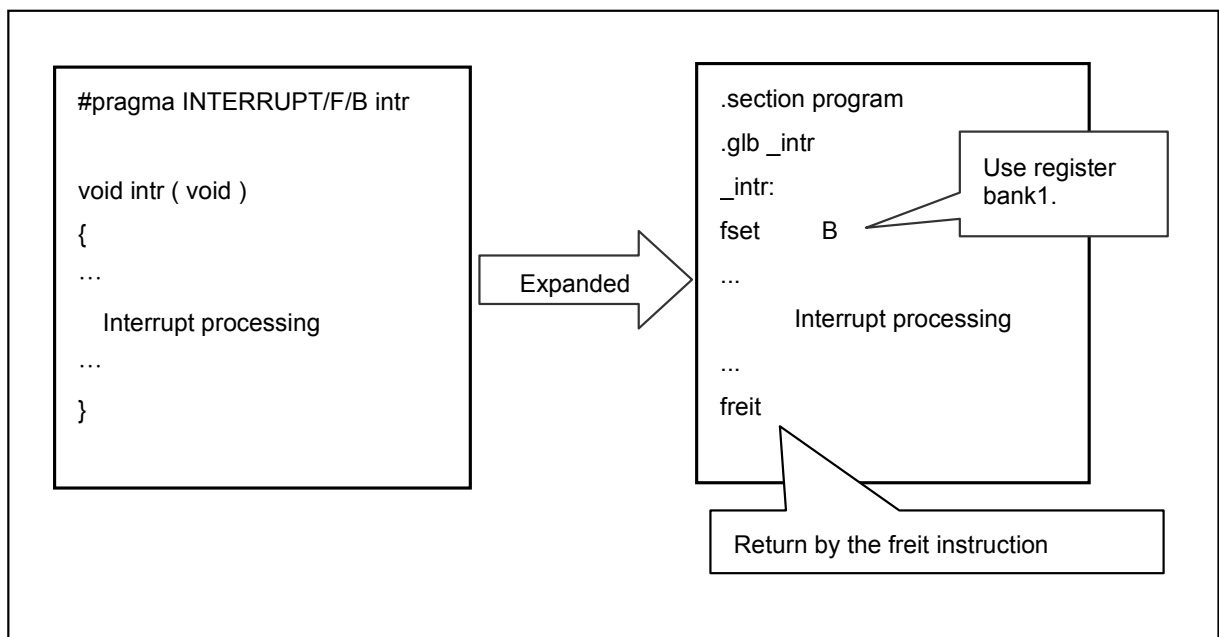 #pragma INTERRUPT/F/B intr
void intr ( void )
{
…
Interrupt processing
…
}
Expanded
.section program
.glb _intr
_intr:
fset B
...
Interrupt processing
...
freit
Use register
bank1.
Return by the freit instruction